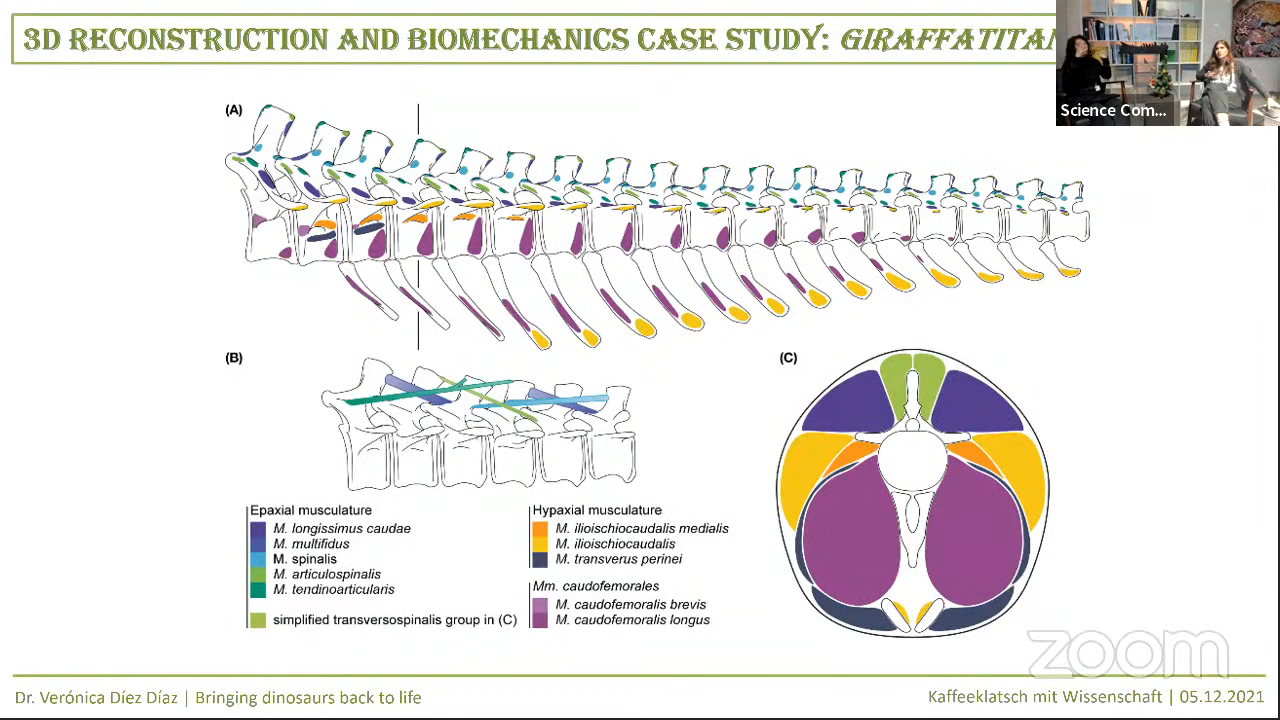 3D RECONSTRUCTION AND BIOMECHANICS CASE STUDY: GIRAFFATITAN
Science Com...
(A)
(B)
(C)
Epaxial musculature
M. longissimus caudae
M. multifidus
M. spinalis
M. articulospinalis
M. tendinoarticularis
simplified transversospinalis group in (C)
Hypaxial musculature
M. ilioischiocaudalis medialis
M. ilioischiocaudalis
M. transverus perinei
Mm. caudofemorales
M. caudofemoralis brevis
M. caudofemoralis longus
zoom
Dr. Verónica Díez Díaz | Bringing dinosaurs back to life
Kaffeeklatsch mit Wissenschaft | 05.12.2021